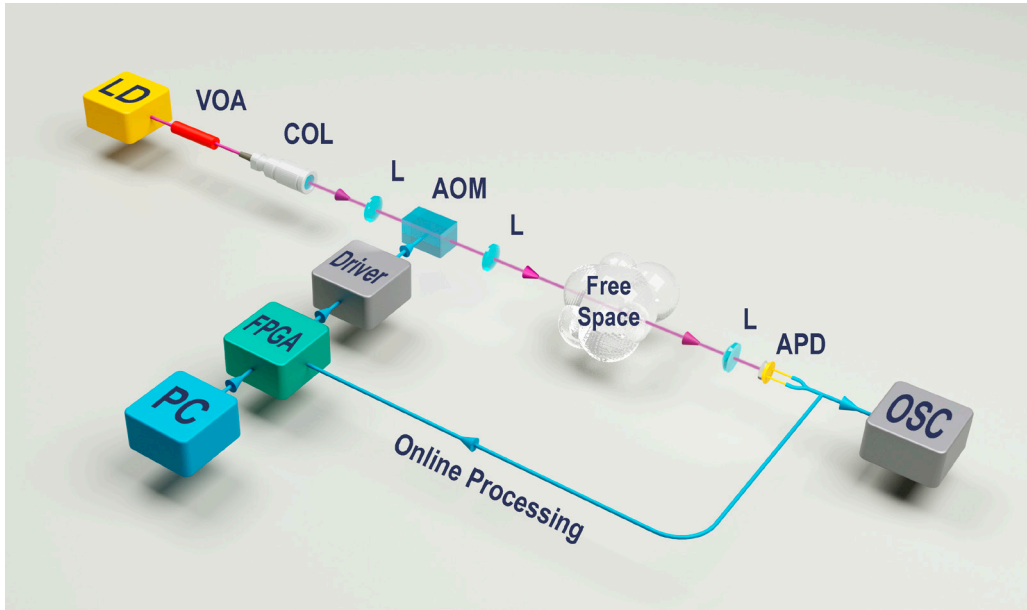 LD
VOA
COL
L
AOM
L
Driver
Free
Space
FPGA
L
APD
PC
OSC
Online Processing